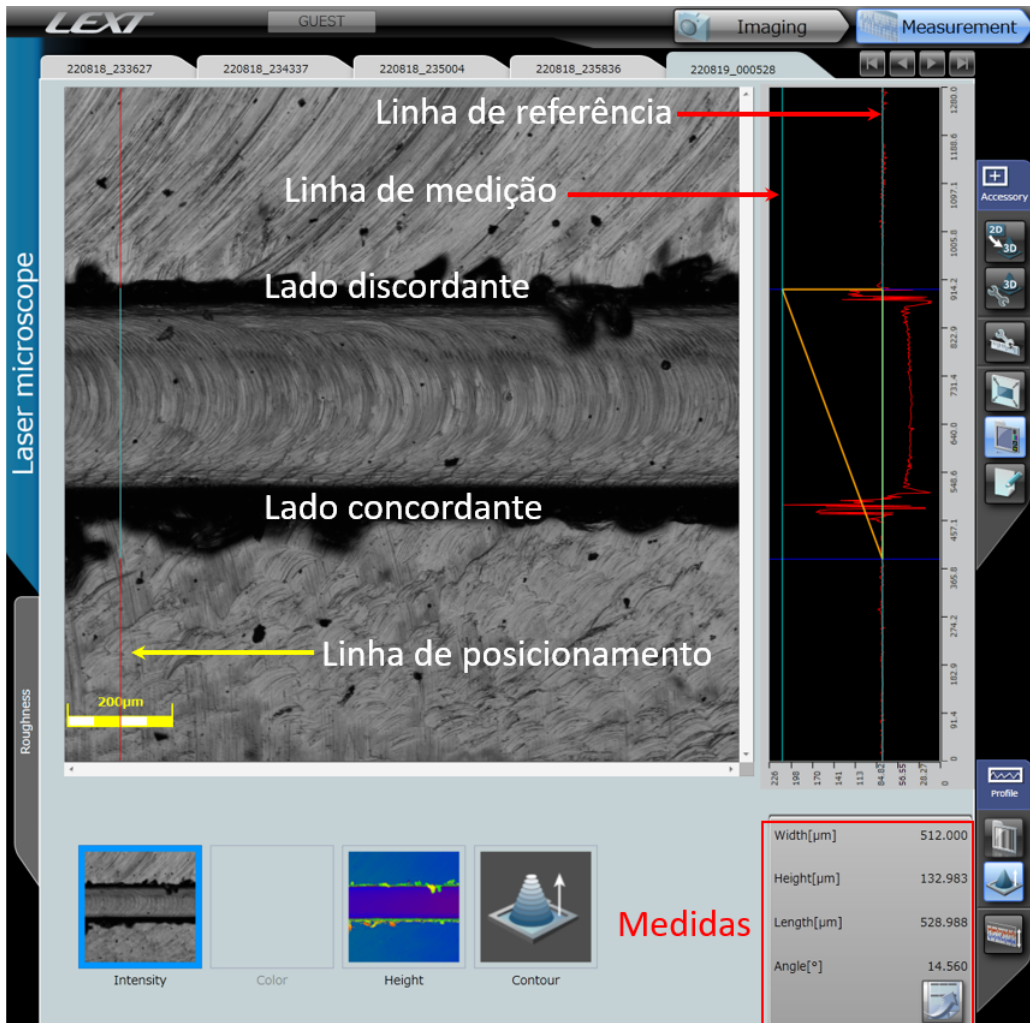 LEXT
GUEST
Imaging
Measurement
220818_233627
220818_234337
220818_235004
220818_235836
220819_000528
Linha de referência
Linha de medição
Lado discordante
Lado concordante
Linha de posicionamento
200µm
Laser microscope
Roughness
1280.0
1188.6
1097.1
1005.8
914.2
822.9
731.4
640.0
548.6
457.1
365.8
274.2
182.9
91.4
0
226
198
170
141
113
84.82
56.55
28.27
0
Accessory
2D
3D
3D
Profile
Intensity
Color
Height
Contour
Medidas
Width[µm] 512.000
Height[µm] 132.983
Length[µm] 528.988
Angle[°] 14.560